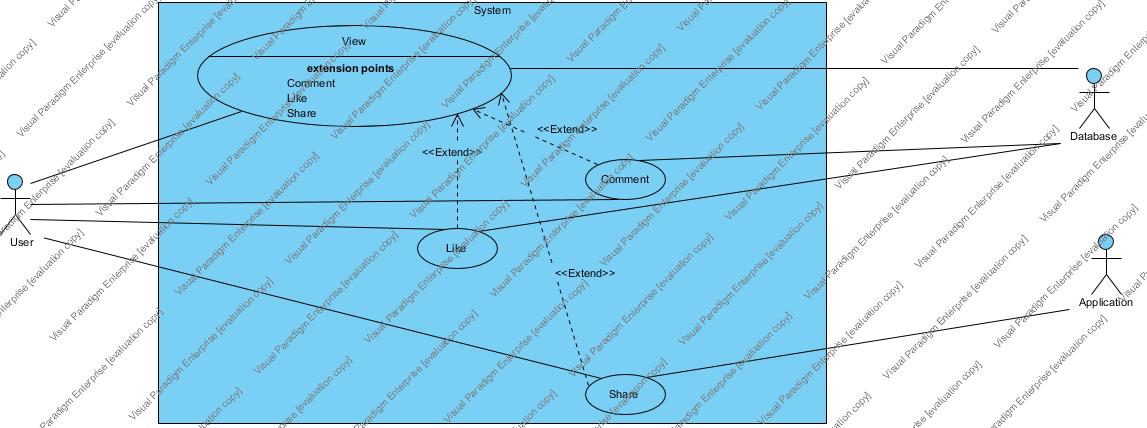 System
View
extension points
Comment
Like
Share
<<Extend>>
<<Extend>>
Database
Comment
User
Like
<<Extend>>
Application
Share
Visual Paradigm Enterprise [evaluation copy]